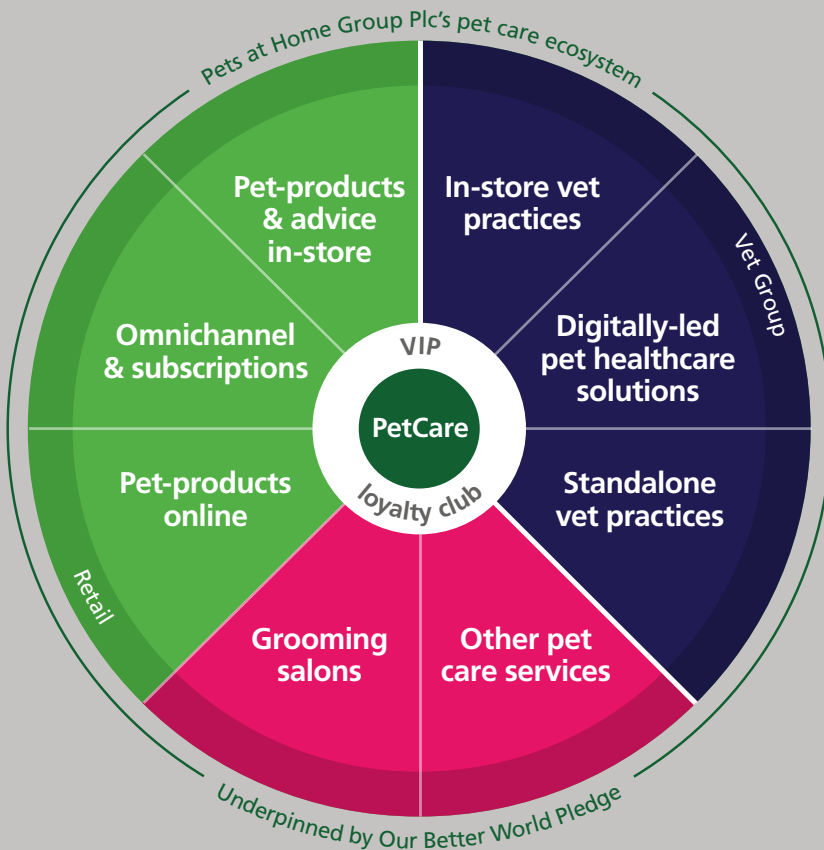 Pets at Home Group Plc's pet care ecosystem
Pet-products
& advice
in-store
In-store vet
practices
Vet Group
Omnichannel
& subscriptions
Digitally-led
pet healthcare
solutions
VIP
PetCare
loyalty club
Pet-products
online
Standalone
vet practices
Retail
Grooming
salons
Other pet
care services
Underpinned by Our Better World Pledge